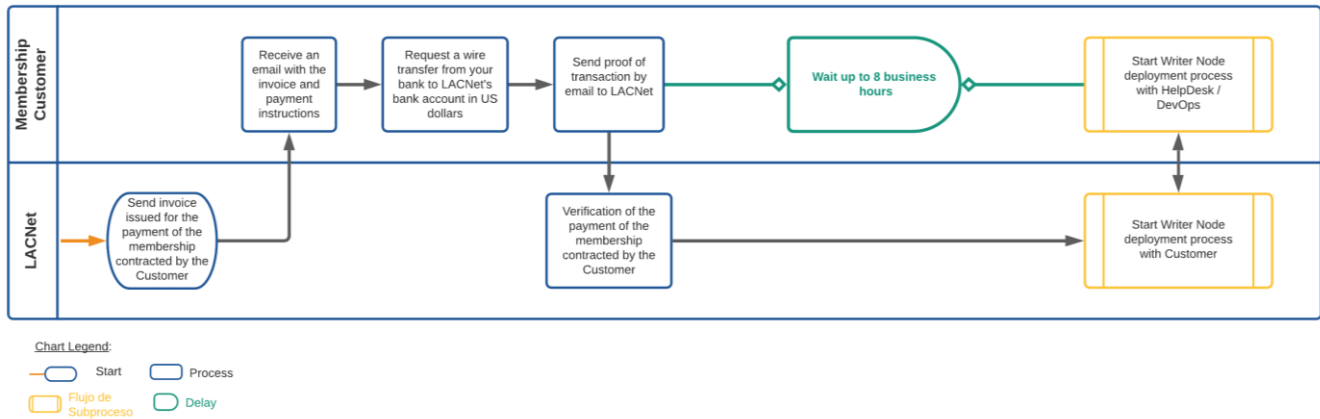 Membership
Customer
Receive an
email with the
invoice and
payment
instructions
Request a wire
transfer from your
bank to LACNet's
bank account in US
dollars
Send proof of
transaction by
email to LACNet
Wait up to 8 business
hours
Start Writer Node
deployment process
with HelpDesk /
DevOps
LACNet
Send invoice
issued for the
payment of the
membership
contracted by the
Customer
Verification of the
payment of the
membership
contracted by the
Customer
Start Writer Node
deployment process
with Customer
Chart Legend:
Start
Process
Flujo de
Subproceso
Delay